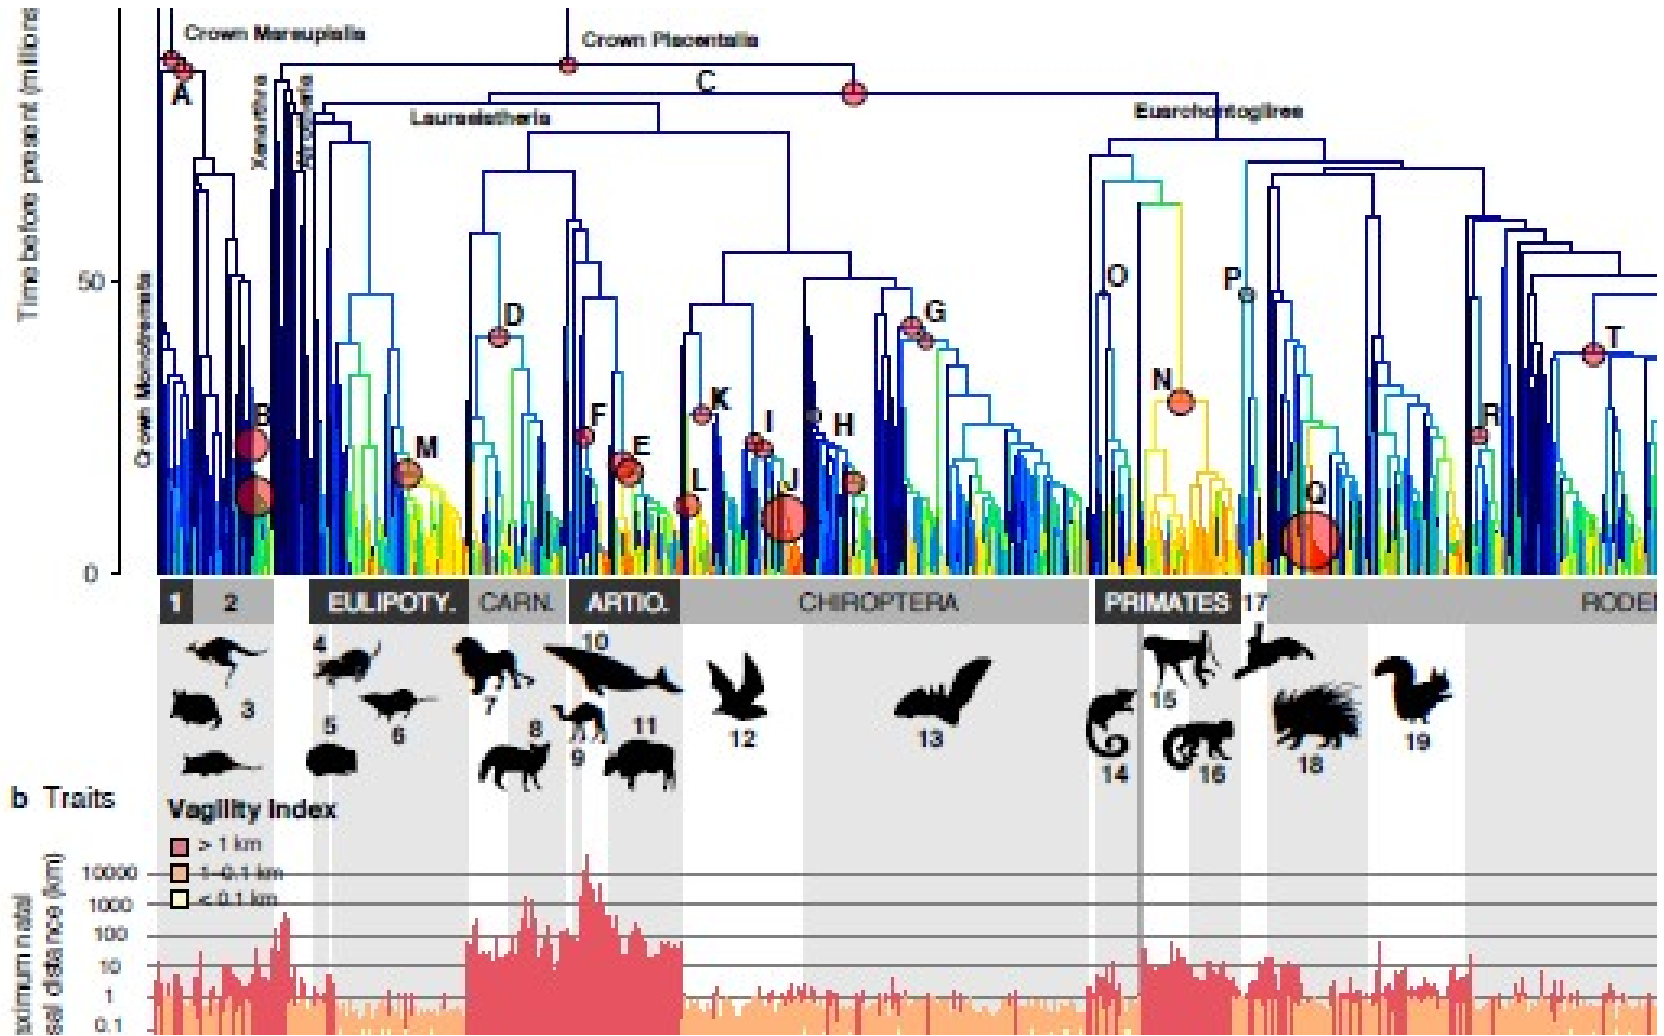 Crown Marsupialia
Crown Placentalia
Time before present (millions
A
C
Xenarthra
Laurasiatheria
Euarchontoglires
50
D
G
O
P
T
Crown Monotremata
N
K
B
F
I
H
R
M
E
L
J
Q
0
1 2 EULIPOTY. CARN. ARTIO. CHIROPTERA PRIMATES 17
4 10
3 7 15
5 6 8 11 12 13 19
9 14 16 18
b Traits
Vagility Index
> 1 km
1–0.1 km
< 0.1 km
10000
1000
100
10
1
0.1